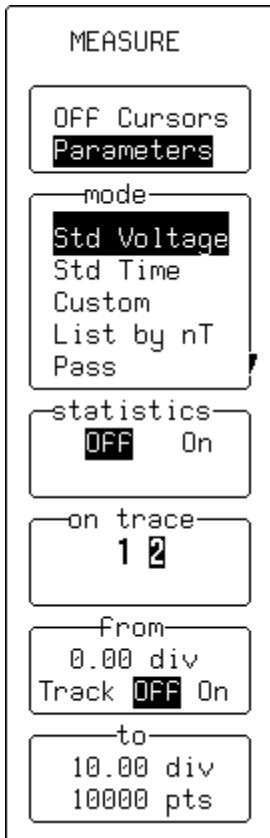 MEASURE
OFF Cursors
Parameters
mode
Std Voltage
Std Time
Custom
List by nT
Pass
statistics
OFF On
on trace
1 2
from
0.00 div
Track OFF On
to
10.00 div
10000 pts